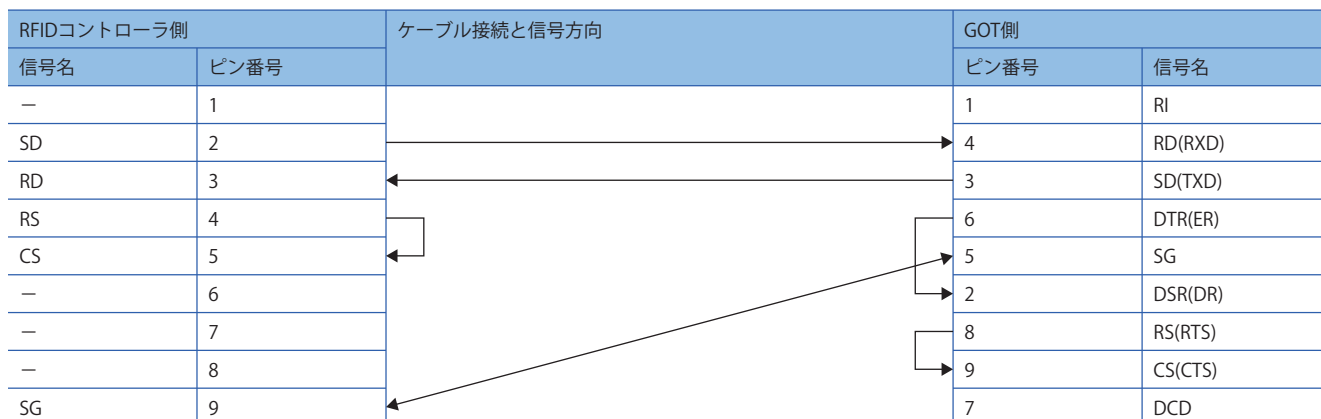 RFIDコントローラ側 ケーブル接続と信号方向 GOT側
信号名 ピン番号 ピン番号 信号名
－ 1 1 RI
SD 2 4 RD(RXD)
RD 3 3 SD(TXD)
RS 4 6 DTR(ER)
CS 5 5 SG
－ 6 2 DSR(DR)
－ 7 8 RS(RTS)
－ 8 9 CS(CTS)
SG 9 7 DCD